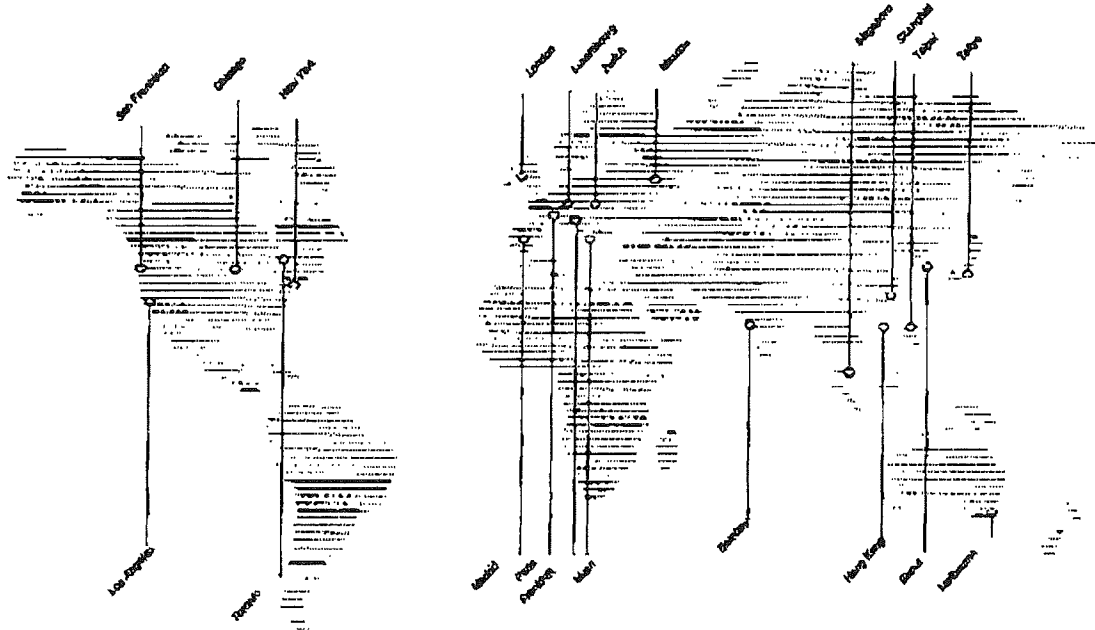 San Francisco
Chicago
New York
London
Luxembourg
Moscow
Singapore
Shanghai
Taipei
Tokyo
Los Angeles
Toronto
Madrid
Paris
Frankfurt
Milan
Bombay
Hong Kong
Seoul
Melbourne